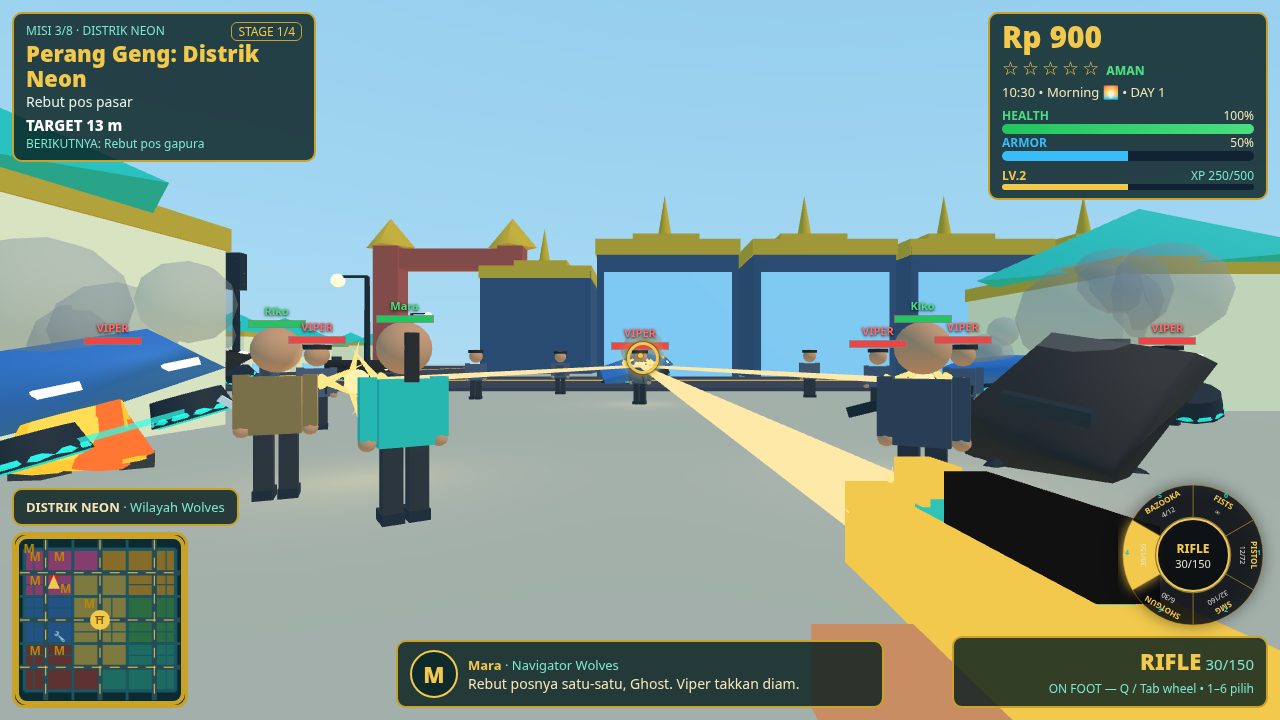 MISI 3/8 · DISTRIK NEON
STAGE 1/4
Perang Geng: Distrik
Neon
Rebut pos pasar
TARGET 13 m
BERIKUTNYA: Rebut pos gapura
Rp 900
☆☆☆☆☆ AMAN
10:30 • Morning 🌅 • DAY 1
HEALTH 100%
ARMOR 50%
LV.2 XP 250/500
Riko
Mara
Kiko
VIPER
VIPER
VIPER
VIPER
VIPER
VIPER
DISTRIK NEON · Wilayah Wolves
M
M
M
M
M
M
M
M
BAZOOKA
4/12
FISTS
∞
PISTOL
12/72
SMG
32/160
SHOTGUN
6/30
30/150
RIFLE
30/150
M
Mara · Navigator Wolves
Rebut posnya satu-satu, Ghost. Viper takkan diam.
RIFLE 30/150
ON FOOT — Q / Tab wheel • 1–6 pilih